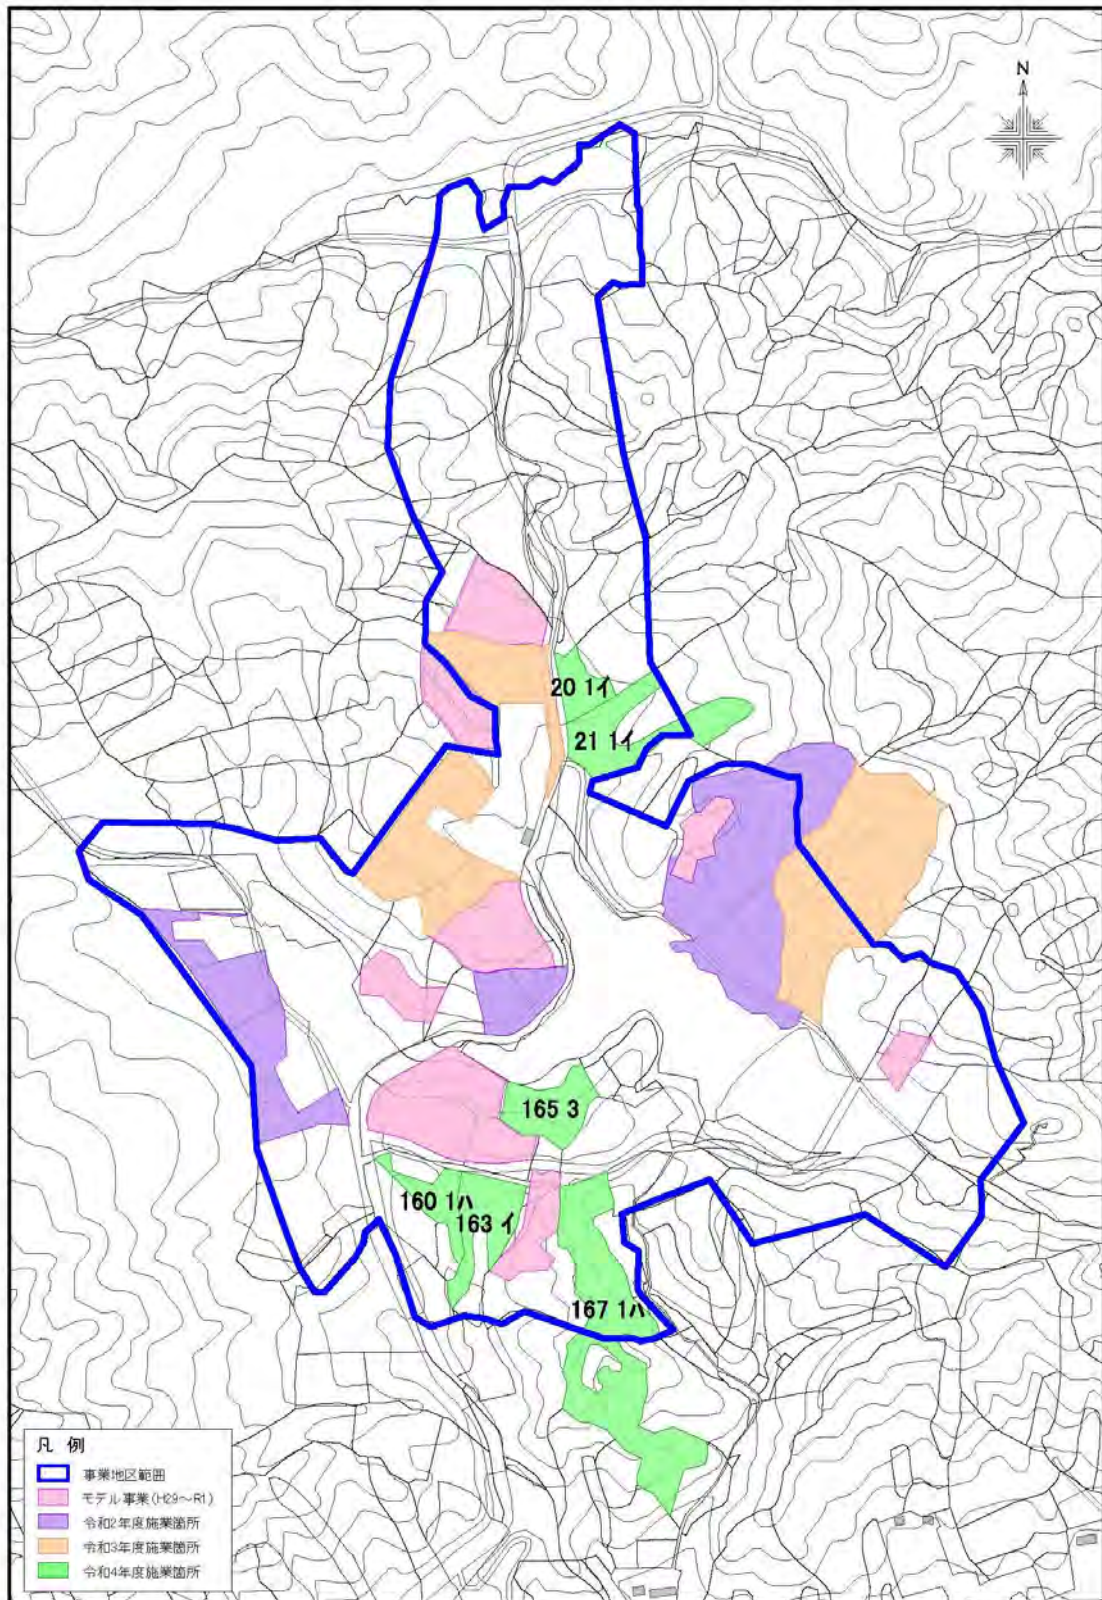 N
20 1イ
21 1イ
165 3
160 1ハ
163 イ
167 1ハ
凡 例
事業地区範囲
モデル事業(H29～R1)
令和2年度施業箇所
令和3年度施業箇所
令和4年度施業箇所